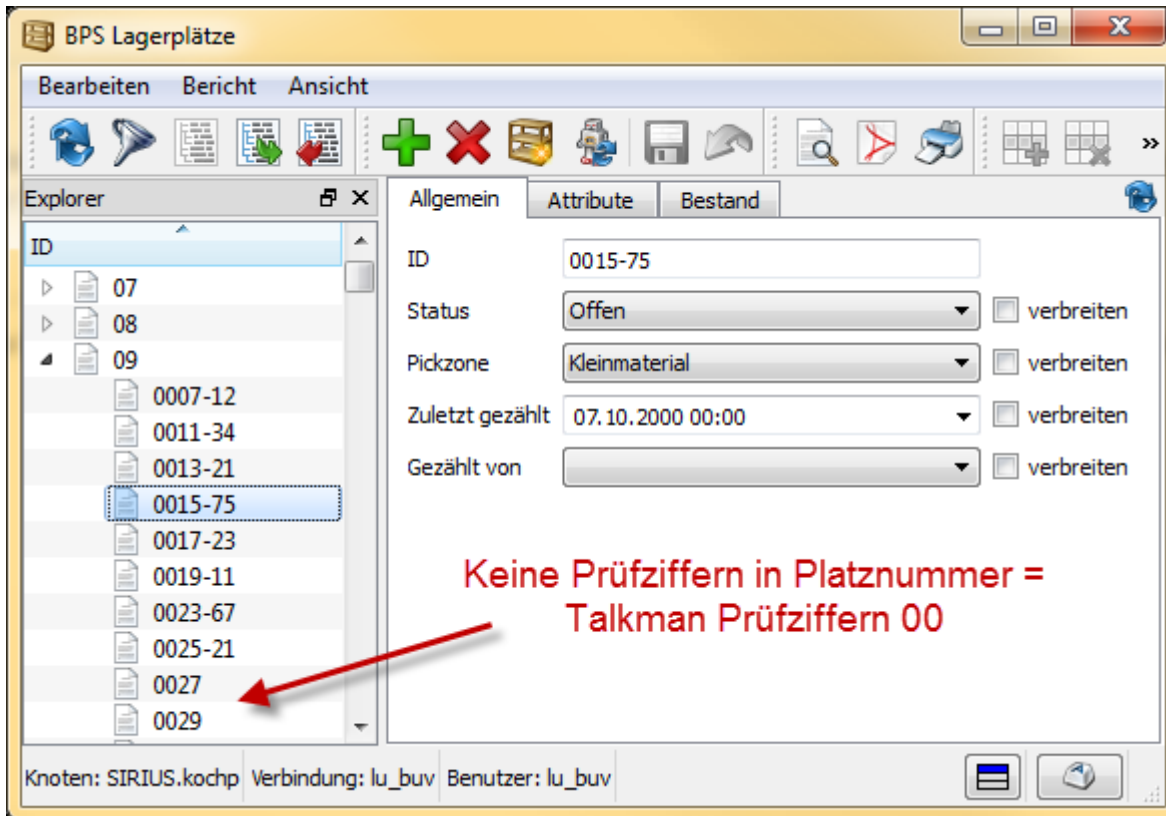 BPS Lagerplätze
Bearbeiten Bericht Ansicht
»
Explorer
Allgemein Attribute Bestand
ID
07
08
09
0007-12
0011-34
0013-21
0015-75
0017-23
0019-11
0023-67
0025-21
0027
0029
ID 0015-75
Status Offen verbreiten
Pickzone Kleinmaterial verbreiten
Zuletzt gezählt 07.10.2000 00:00 verbreiten
Gezählt von verbreiten
Keine Prüfziffern in Platznummer =
Talkman Prüfziffern 00
Knoten: SIRIUS.kochp Verbindung: lu_buv Benutzer: lu_buv